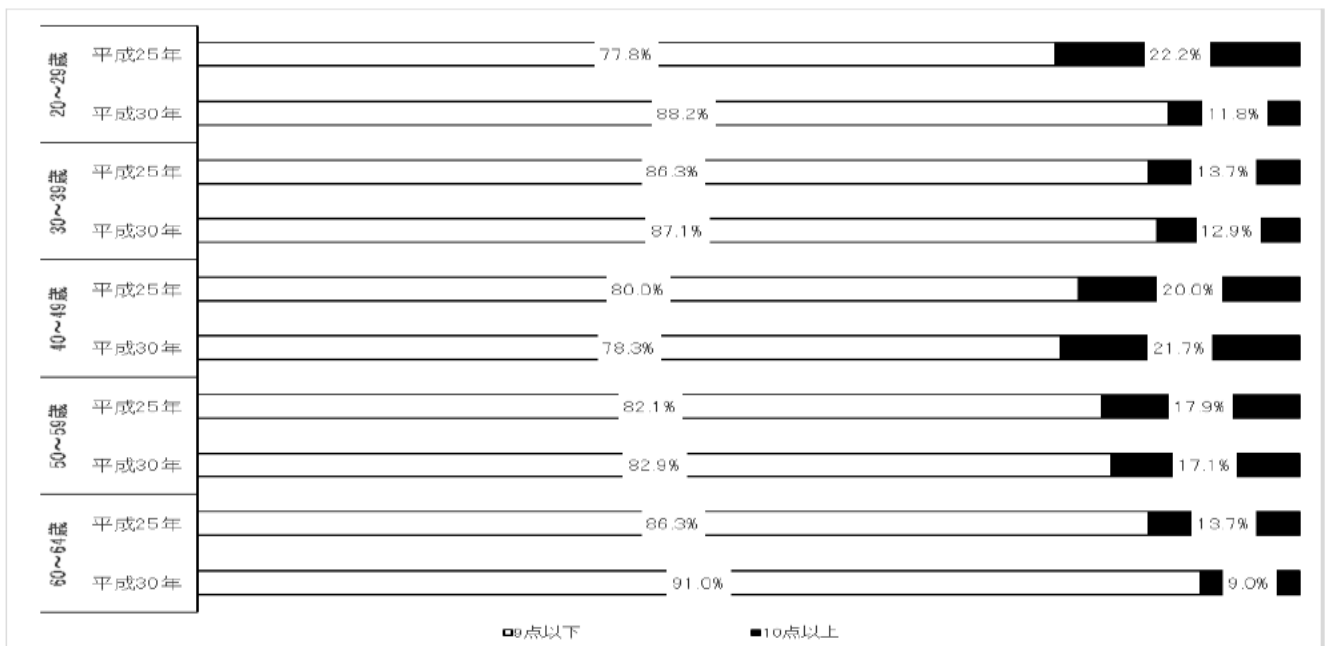 20～29歳
平成25年 77.8% 22.2%
平成30年 88.2% 11.8%
30～39歳
平成25年 86.3% 13.7%
平成30年 87.1% 12.9%
40～49歳
平成25年 80.0% 20.0%
平成30年 78.3% 21.7%
50～59歳
平成25年 82.1% 17.9%
平成30年 82.9% 17.1%
60～64歳
平成25年 86.3% 13.7%
平成30年 91.0% 9.0%
9点以下 10点以上